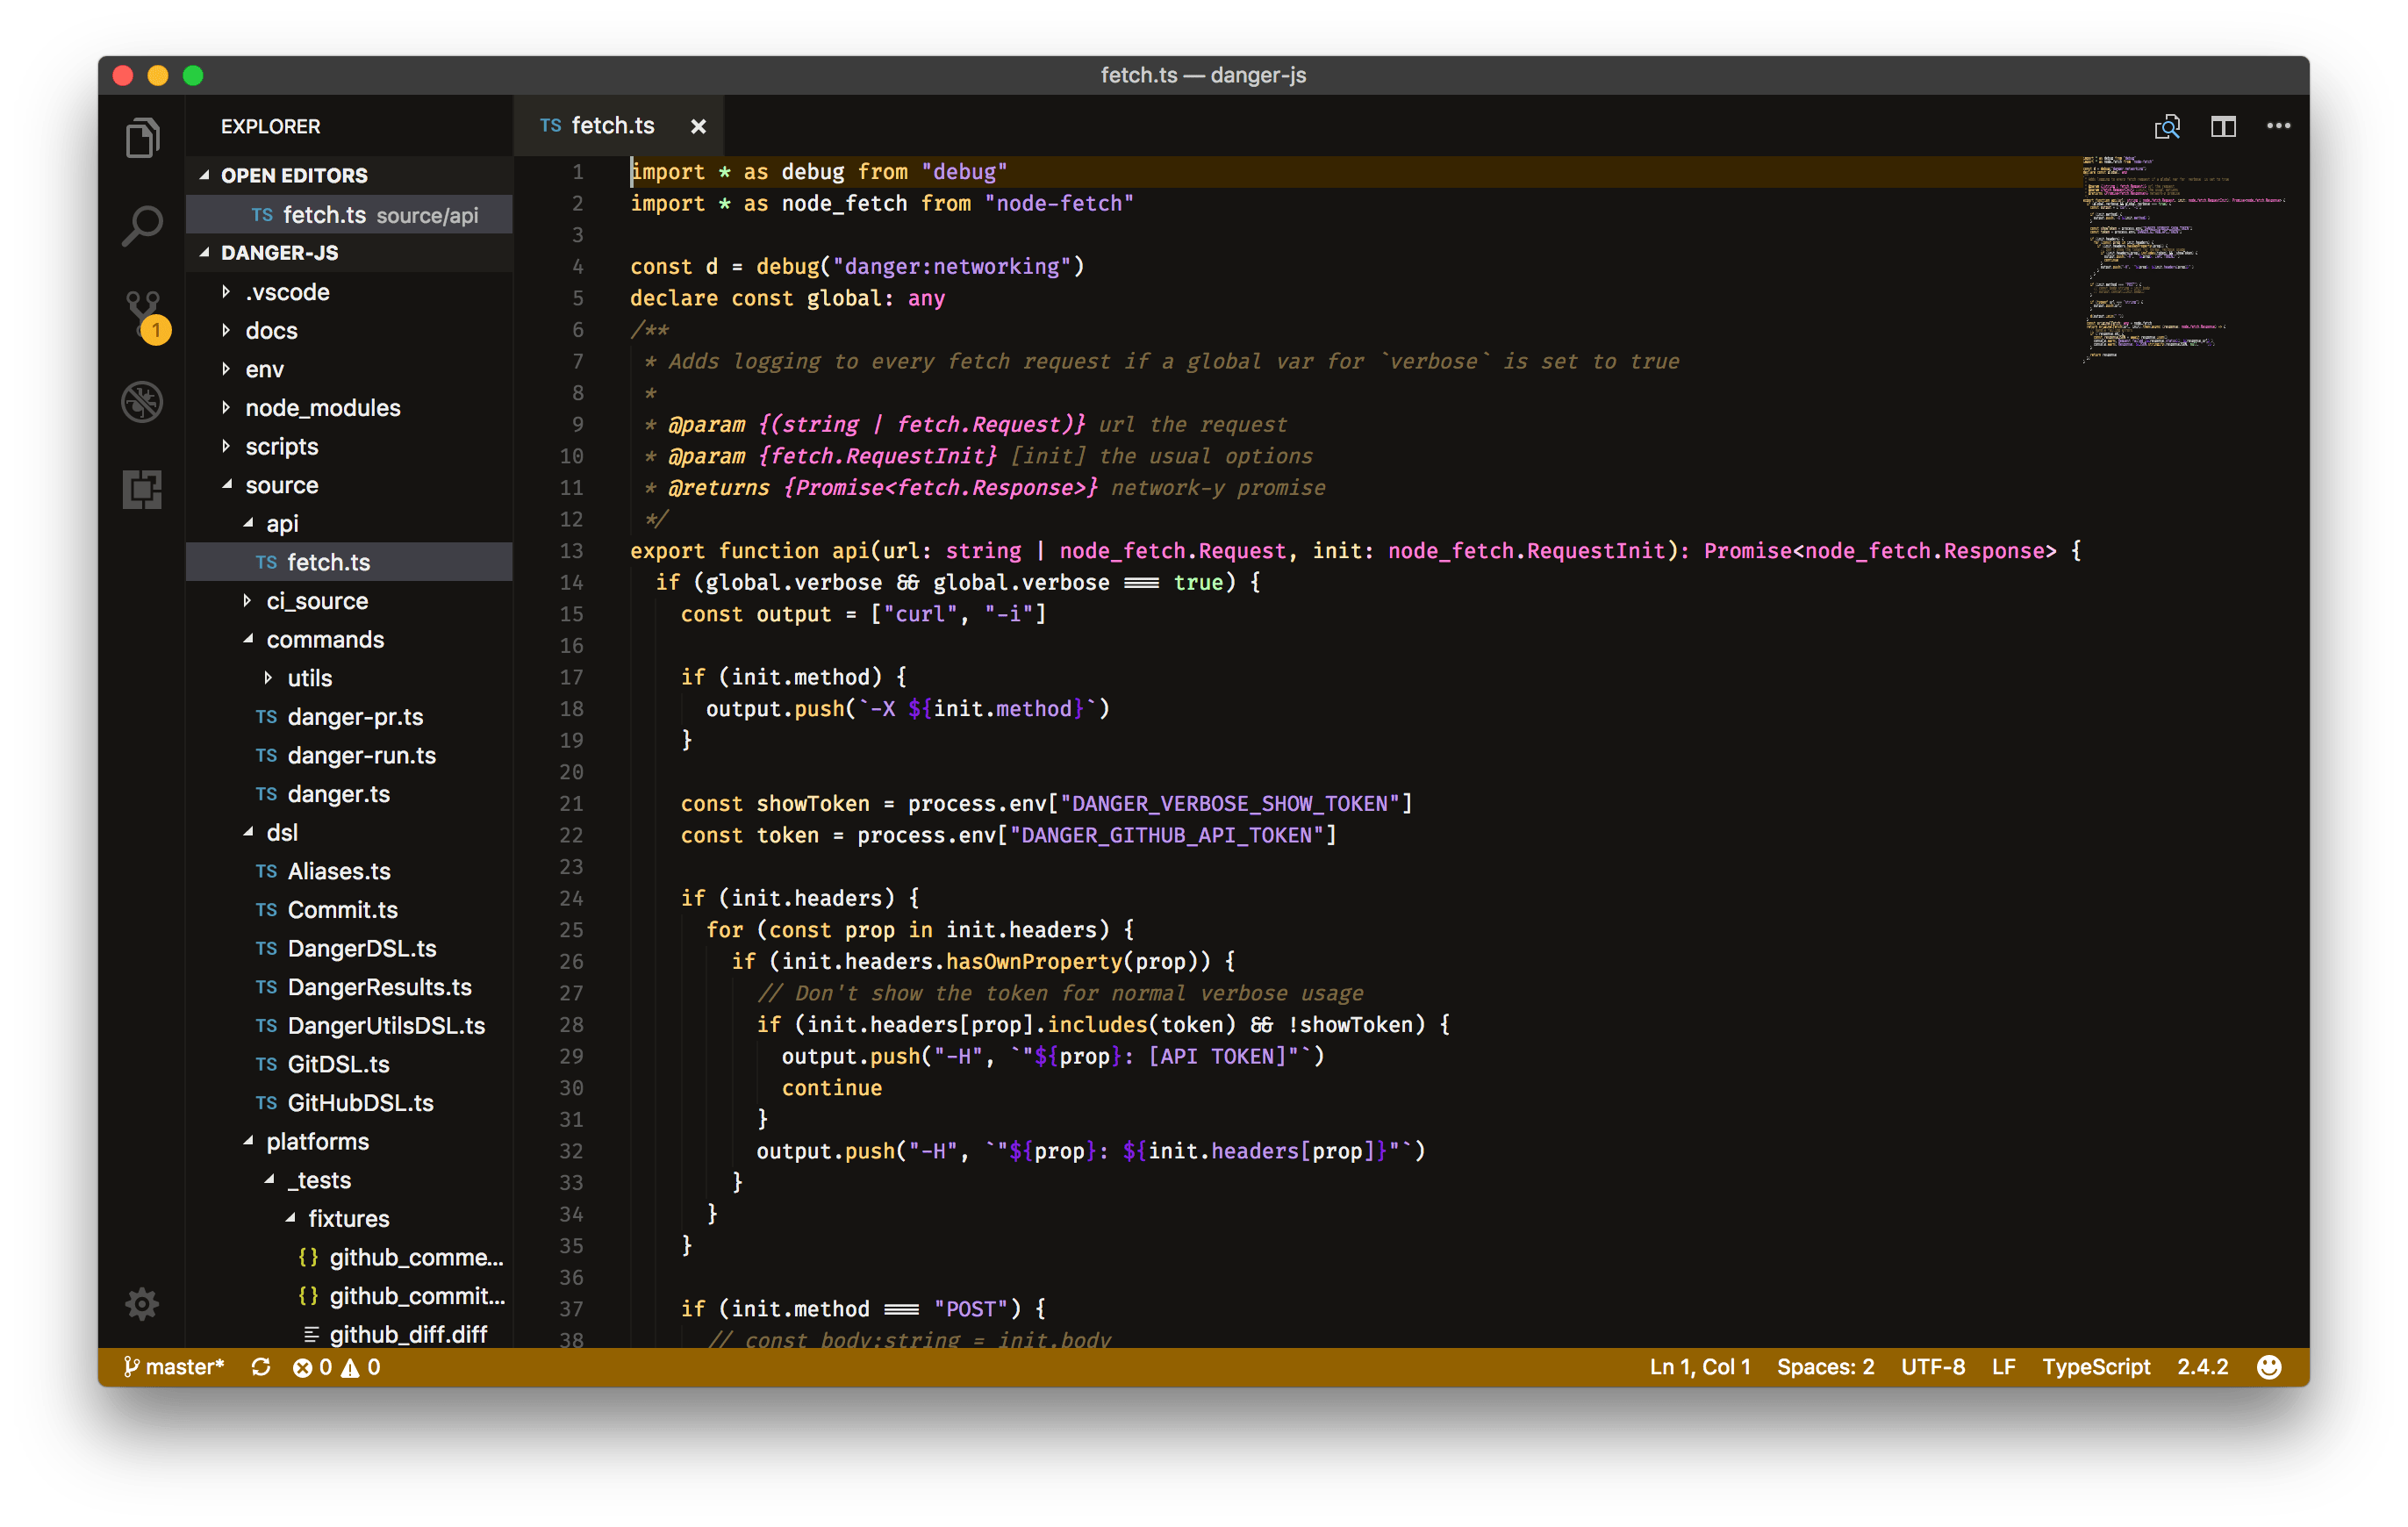 fetch.ts — danger-js
EXPLORER
OPEN EDITORS
TS fetch.ts source/api
DANGER-JS
.vscode
docs
1
env
node_modules
scripts
source
api
TS fetch.ts
ci_source
commands
utils
TS danger-pr.ts
TS danger-run.ts
TS danger.ts
dsl
TS Aliases.ts
TS Commit.ts
TS DangerDSL.ts
TS DangerResults.ts
TS DangerUtilsDSL.ts
TS GitDSL.ts
TS GitHubDSL.ts
platforms
_tests
fixtures
{} github_comme...
{} github_commit...
github_diff.diff
TS fetch.ts ×
1 import * as debug from "debug"
2 import * as node_fetch from "node-fetch"
3
4 const d = debug("danger:networking")
5 declare const global: any
6 /**
7  * Adds logging to every fetch request if a global var for `verbose` is set to true
8  *
9  * @param {(string | fetch.Request)} url the request
10  * @param {fetch.RequestInit} [init] the usual options
11  * @returns {Promise<fetch.Response>} network-y promise
12  */
13 export function api(url: string | node_fetch.Request, init: node_fetch.RequestInit): Promise<node_fetch.Response> {
14   if (global.verbose && global.verbose === true) {
15     const output = ["curl", "-i"]
16
17     if (init.method) {
18       output.push(`-X ${init.method}`)
19     }
20
21     const showToken = process.env["DANGER_VERBOSE_SHOW_TOKEN"]
22     const token = process.env["DANGER_GITHUB_API_TOKEN"]
23
24     if (init.headers) {
25       for (const prop in init.headers) {
26         if (init.headers.hasOwnProperty(prop)) {
27           // Don't show the token for normal verbose usage
28           if (init.headers[prop].includes(token) && !showToken) {
29             output.push("-H", `"${prop}: [API TOKEN]"`)
30             continue
31           }
32           output.push("-H", `"${prop}: ${init.headers[prop]}"`)
33         }
34       }
35     }
36
37     if (init.method === "POST") {
38       // const body:string = init.body
master* 0 0
Ln 1, Col 1 Spaces: 2 UTF-8 LF TypeScript 2.4.2